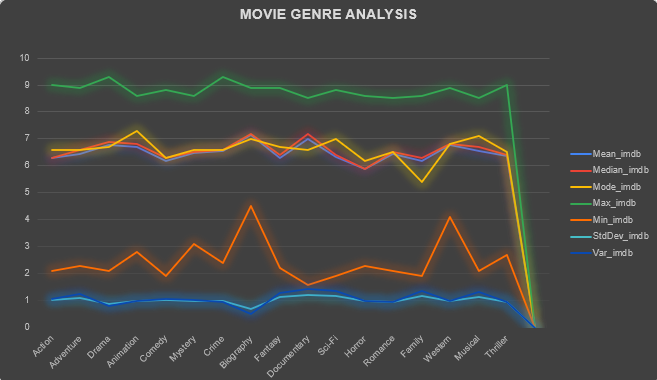 MOVIE GENRE ANALYSIS
10
9
8
7
6
5
4
3
2
1
0
Action
Adventure
Drama
Animation
Comedy
Mystery
Crime
Biography
Fantasy
Documentary
Sci-Fi
Horror
Romance
Family
Western
Musical
Thriller
Mean_imdb
Median_imdb
Mode_imdb
Max_imdb
Min_imdb
StdDev_imdb
Var_imdb